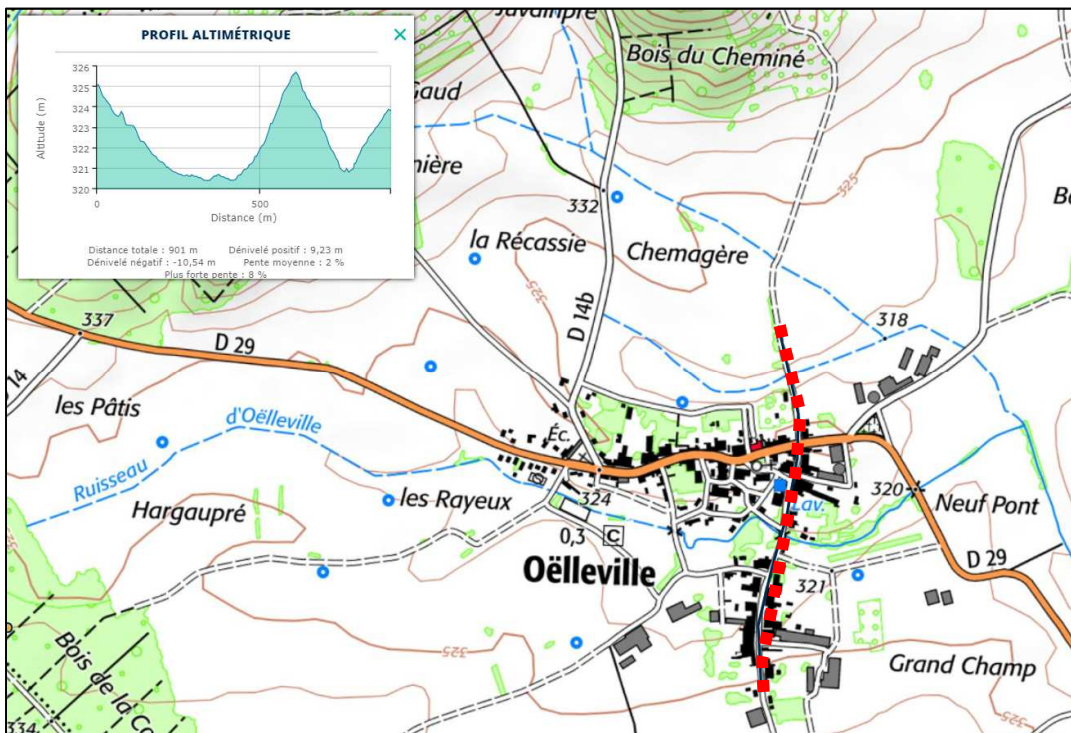 PROFIL ALTIMÉTRIQUE
326
325
324
323
322
321
320
Altitude (m)
0
500
Distance (m)
Distance totale : 901 m Dénivelé positif : 9,23 m
Dénivelé négatif : -10,54 m Pente moyenne : 2 %
Plus forte pente : 8 %
Bois du Cheminé
Gaud
nière
332
325
la Récassie
Chemagère
325
D 14b
337
D 29
318
14
les Pâtis
d'Oëlleville
Ruisseau
Éc.
324
les Rayeux
Hargaupré
0,3
C
Lav.
320
Neuf Pont
Oëlleville
D 29
321
325
Grand Champ
325
Bois de la Co
334